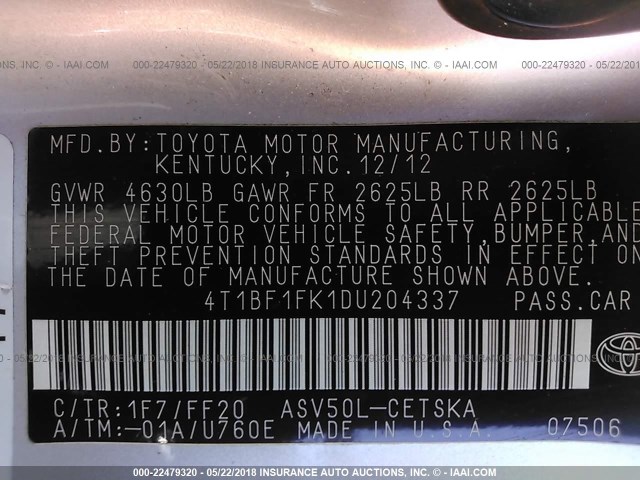 000-22479320 - 05/22/2018 INSURANCE AUTO AUCTIONS, INC. - © IAAI.COM
MFD.BY:TOYOTA MOTOR MANUFACTURING,
KENTUCKY,INC.12/12
GVWR 4630LB GAWR FR 2625LB RR 2625LB
THIS VEHICLE CONFORMS TO ALL APPLICABLE
FEDERAL MOTOR VEHICLE SAFETY,BUMPER,AND
THEFT PREVENTION STANDARDS IN EFFECT ON
THE DATE OF MANUFACTURE SHOWN ABOVE.
4T1BF1FK1DU204337 PASS.CAR
C/TR:1F7/FF20 ASV50L-CETSKA
A/TM:-01A/U760E MADE IN U.S.A. 07506
000-22479320 - 05/22/2018 INSURANCE AUTO AUCTIONS, INC. - © IAAI.COM